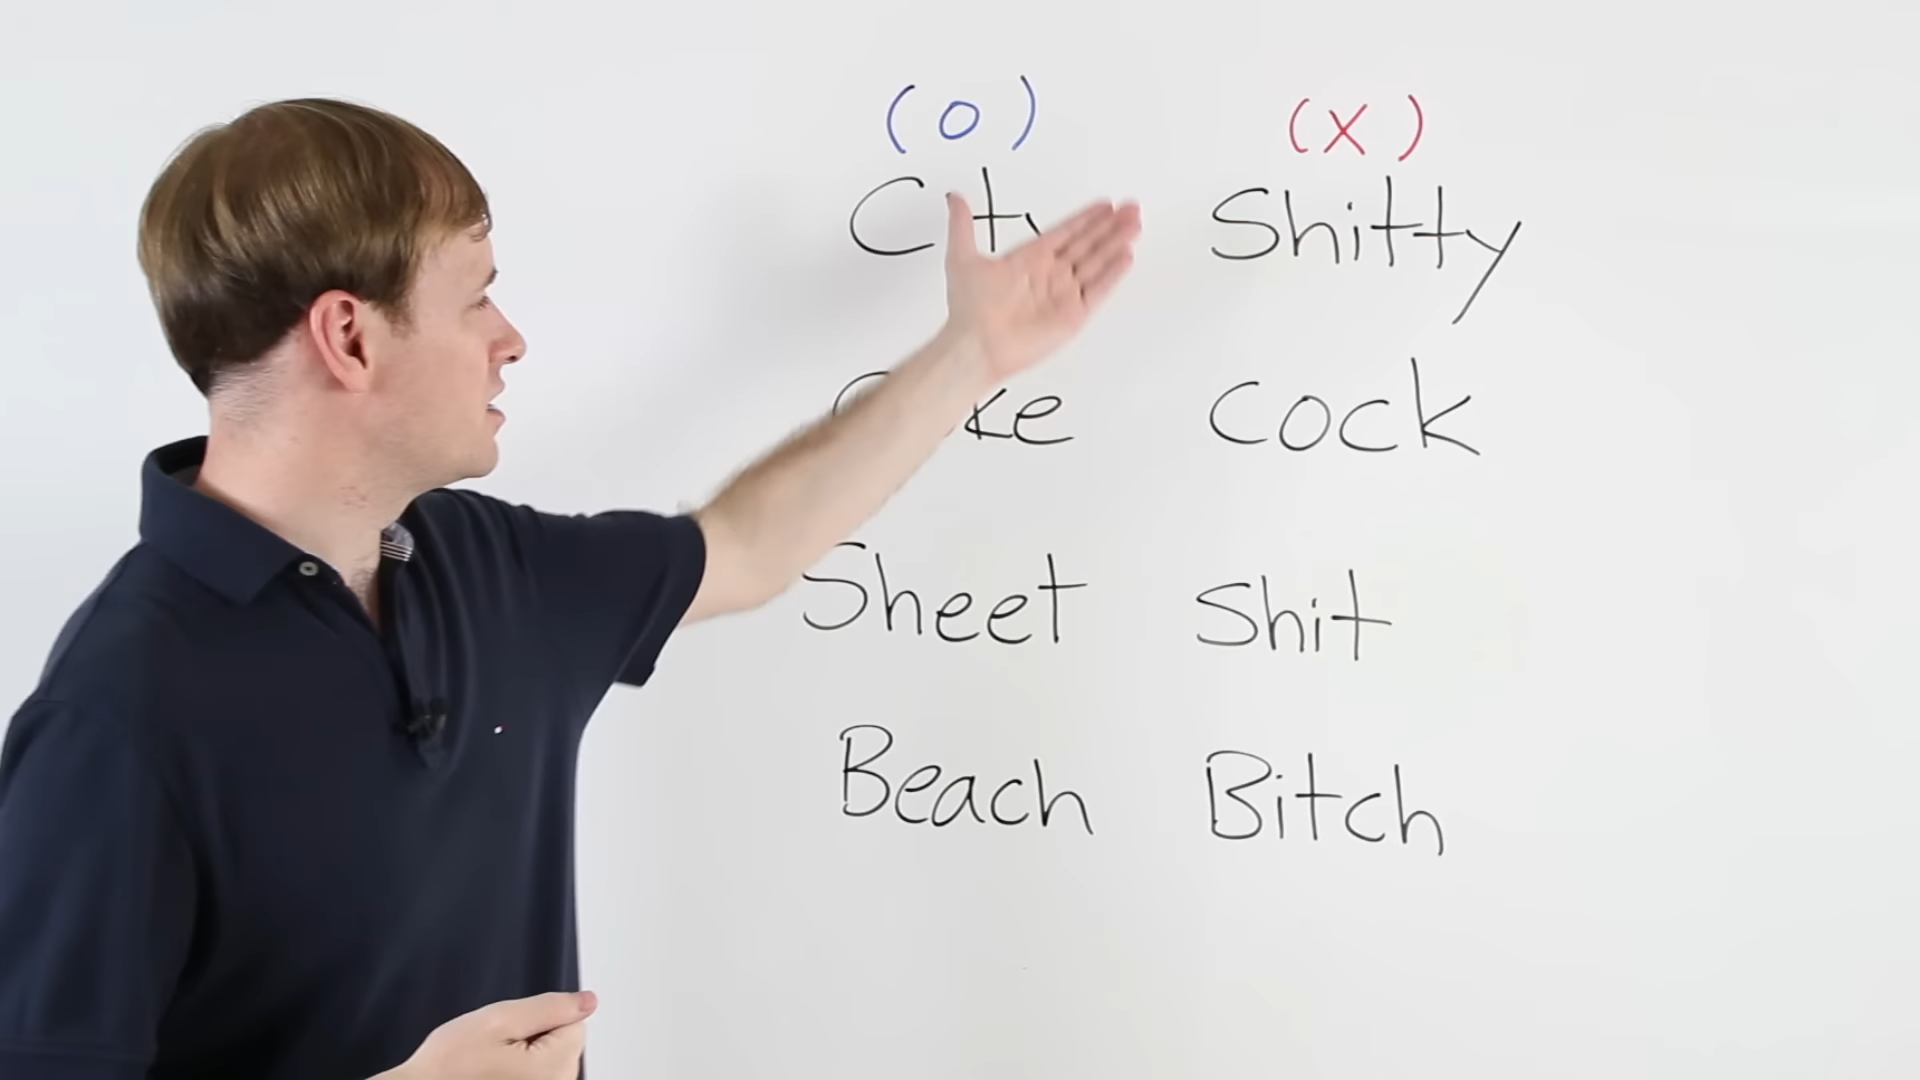 (O) (X)
Shitty
cock
Sheet Shit
Beach Bitch